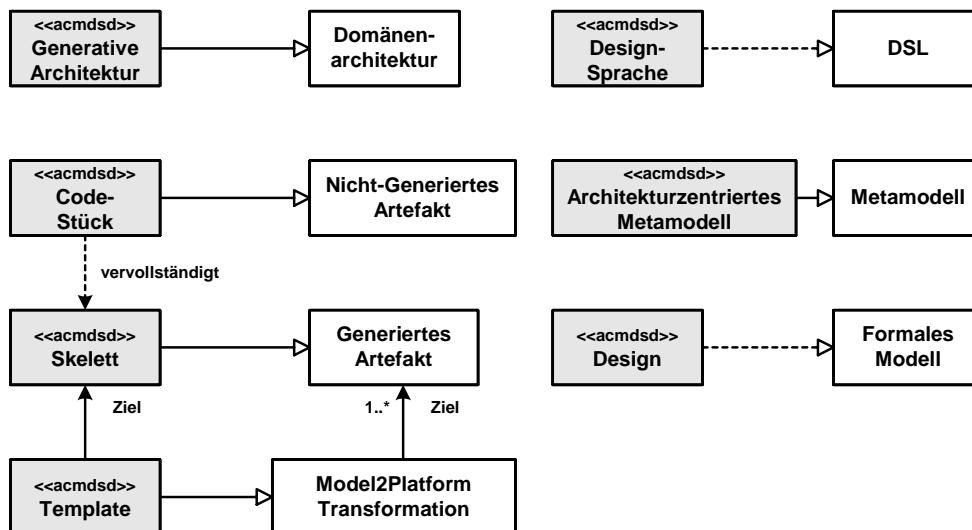 <<acmdsd>>
Generative
Architektur
Domänen-
architektur
<<acmdsd>>
Design-
Sprache
DSL
<<acmdsd>>
Code-
Stück
Nicht-Generiertes
Artefakt
<<acmdsd>>
Architekturzentriertes
Metamodell
Metamodell
vervollständigt
<<acmdsd>>
Skelett
Generiertes
Artefakt
<<acmdsd>>
Design
Formales
Modell
Ziel
1..*
Ziel
<<acmdsd>>
Template
Model2Platform
Transformation